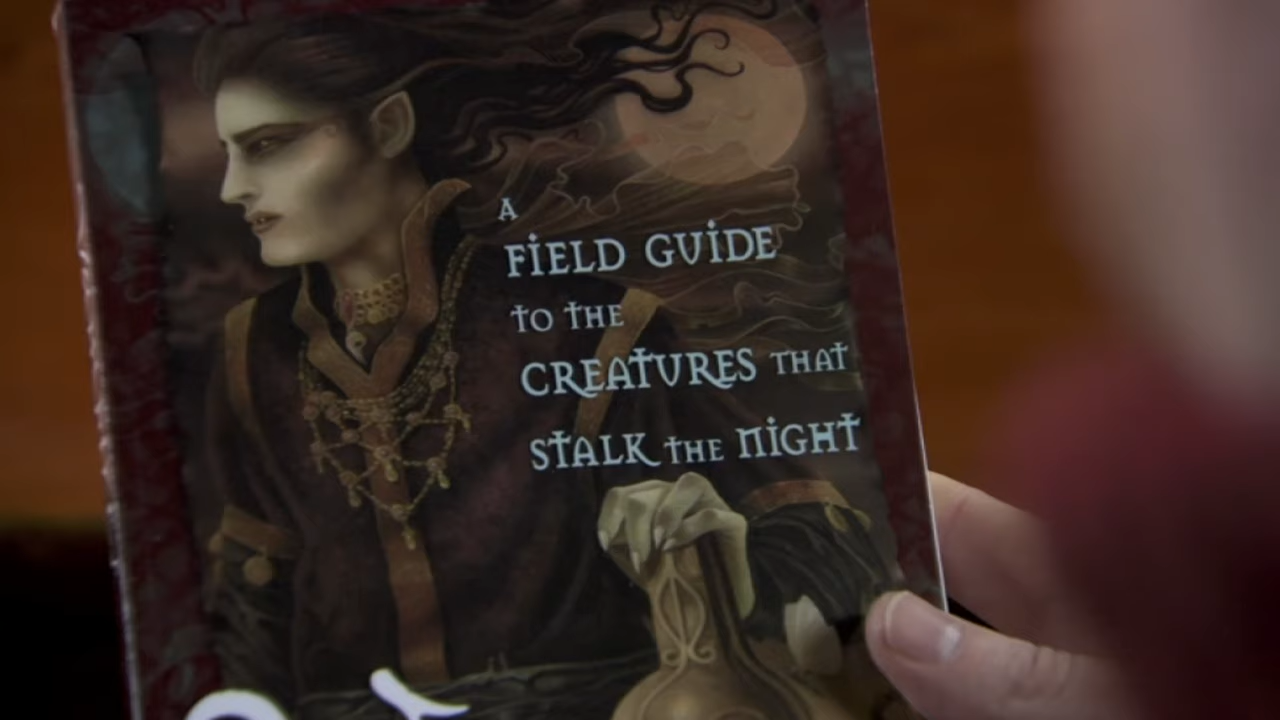 A
FIELD GUIDE
TO THE
CREATURES THAT
STALK THE NIGHT